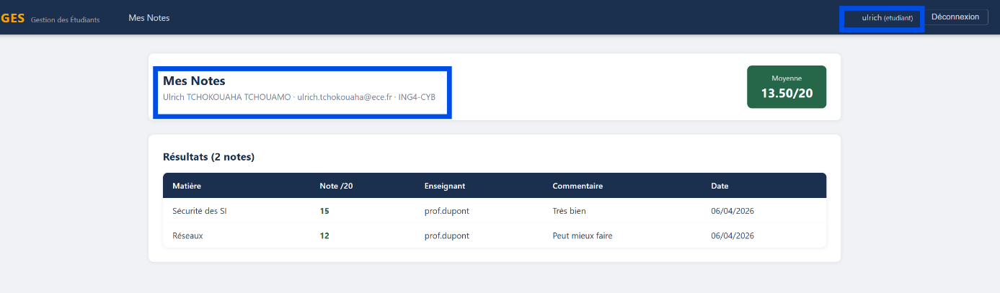 GES Gestion des Étudiants Mes Notes ulrich (etudiant) Déconnexion
Mes Notes
Ulrich TCHOKOUAHA TCHOUAMO · ulrich.tchokouaha@ece.fr · ING4-CYB
Moyenne
13.50/20
Résultats (2 notes)
Matière Note /20 Enseignant Commentaire Date
Sécurité des SI 15 prof.dupont Très bien 06/04/2026
Réseaux 12 prof.dupont Peut mieux faire 06/04/2026